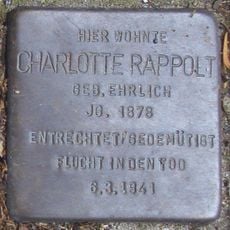 HIER WOHNTE
CHARLOTTE RAPPOLT
GEB. EHRLICH
JG. 1878
ENTRECHTET/GEDEMÜTIGT
FLUCHT IN DEN TOD
6.3.1941